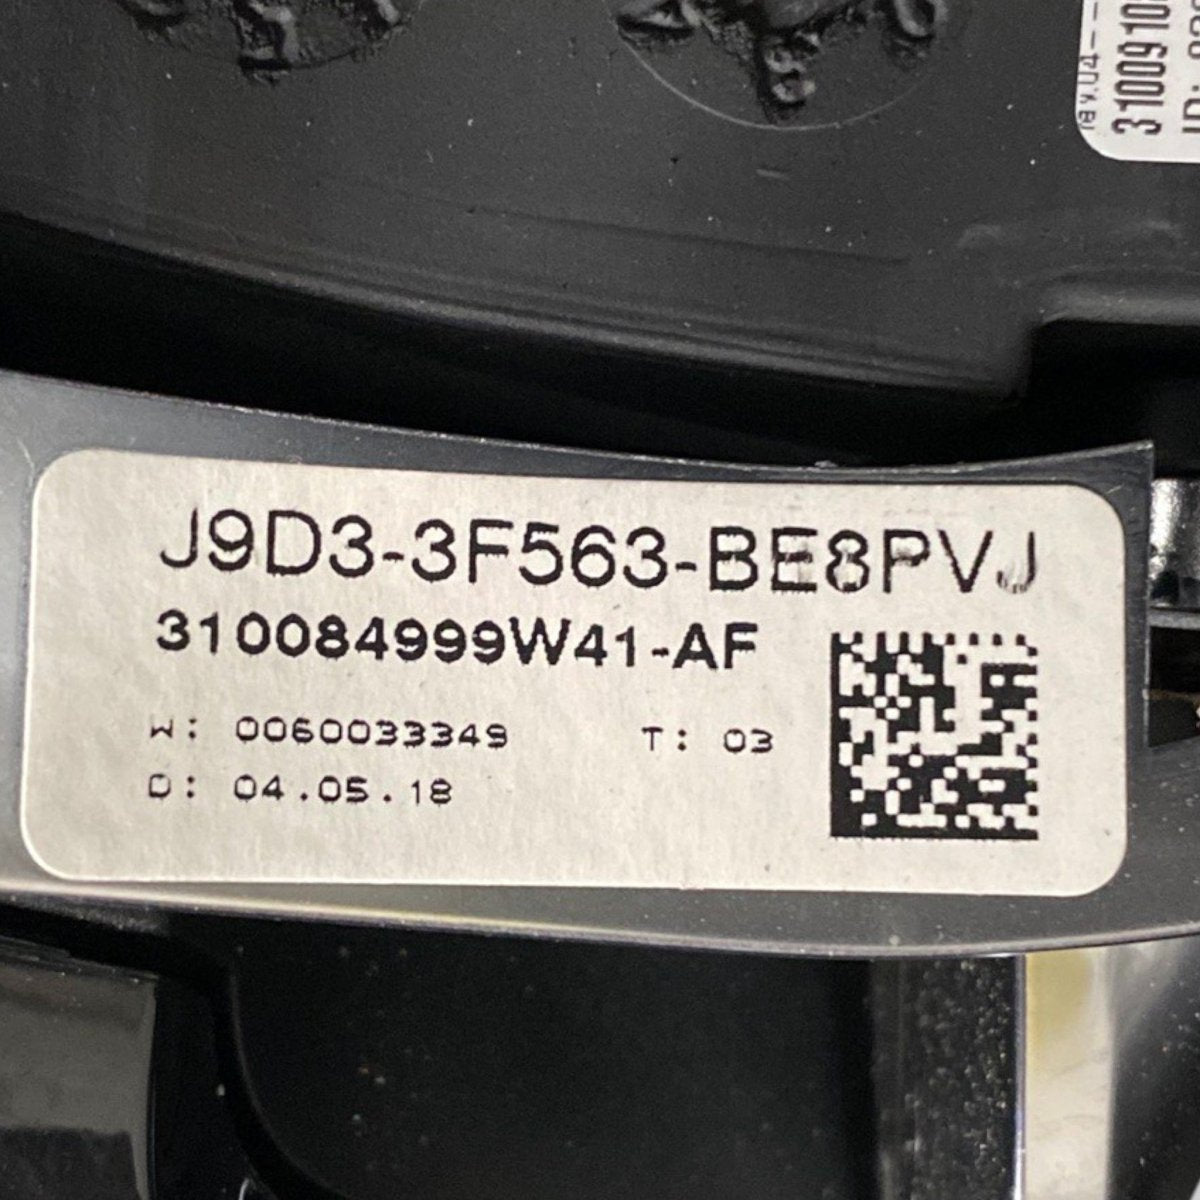 J9D3-3F563-BE8PVJ
310084999W41-AF
W: 0060033349 T: 03
D: 04.05.18